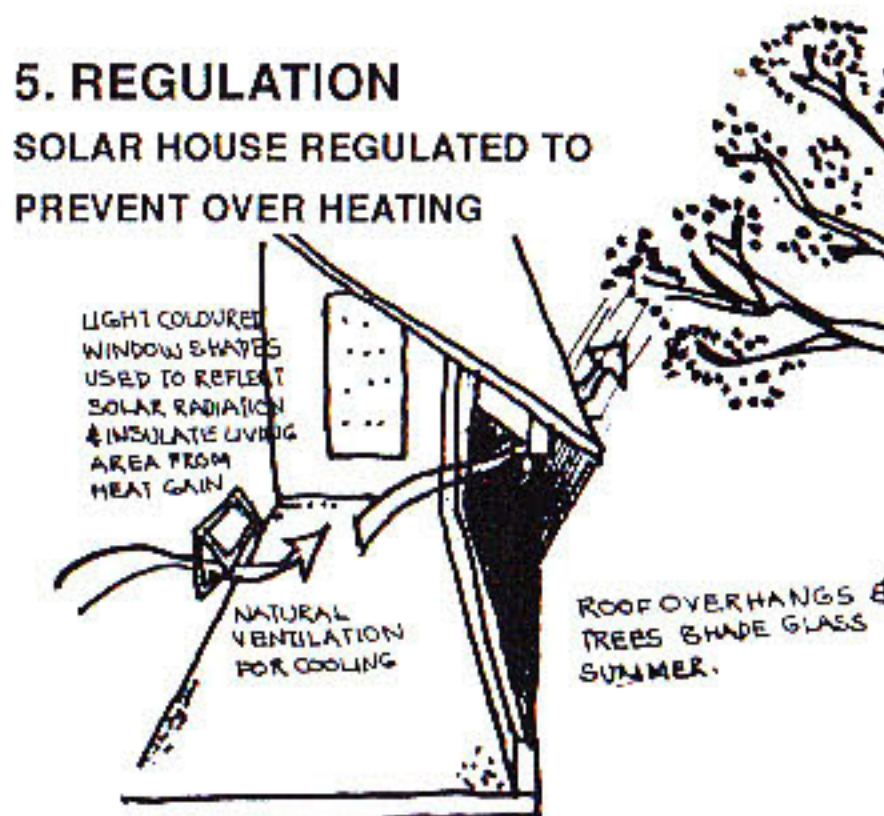 5. REGULATION
SOLAR HOUSE REGULATED TO
PREVENT OVER HEATING
LIGHT COLOURED
WINDOW SHAPES
USED TO REFLECT
SOLAR RADIATION
& INSULATE LIVING
AREA FROM
HEAT GAIN
NATURAL
VENTILATION
FOR COOLING
ROOF OVERHANGS &
TREES SHADE GLASS
SUMMER.